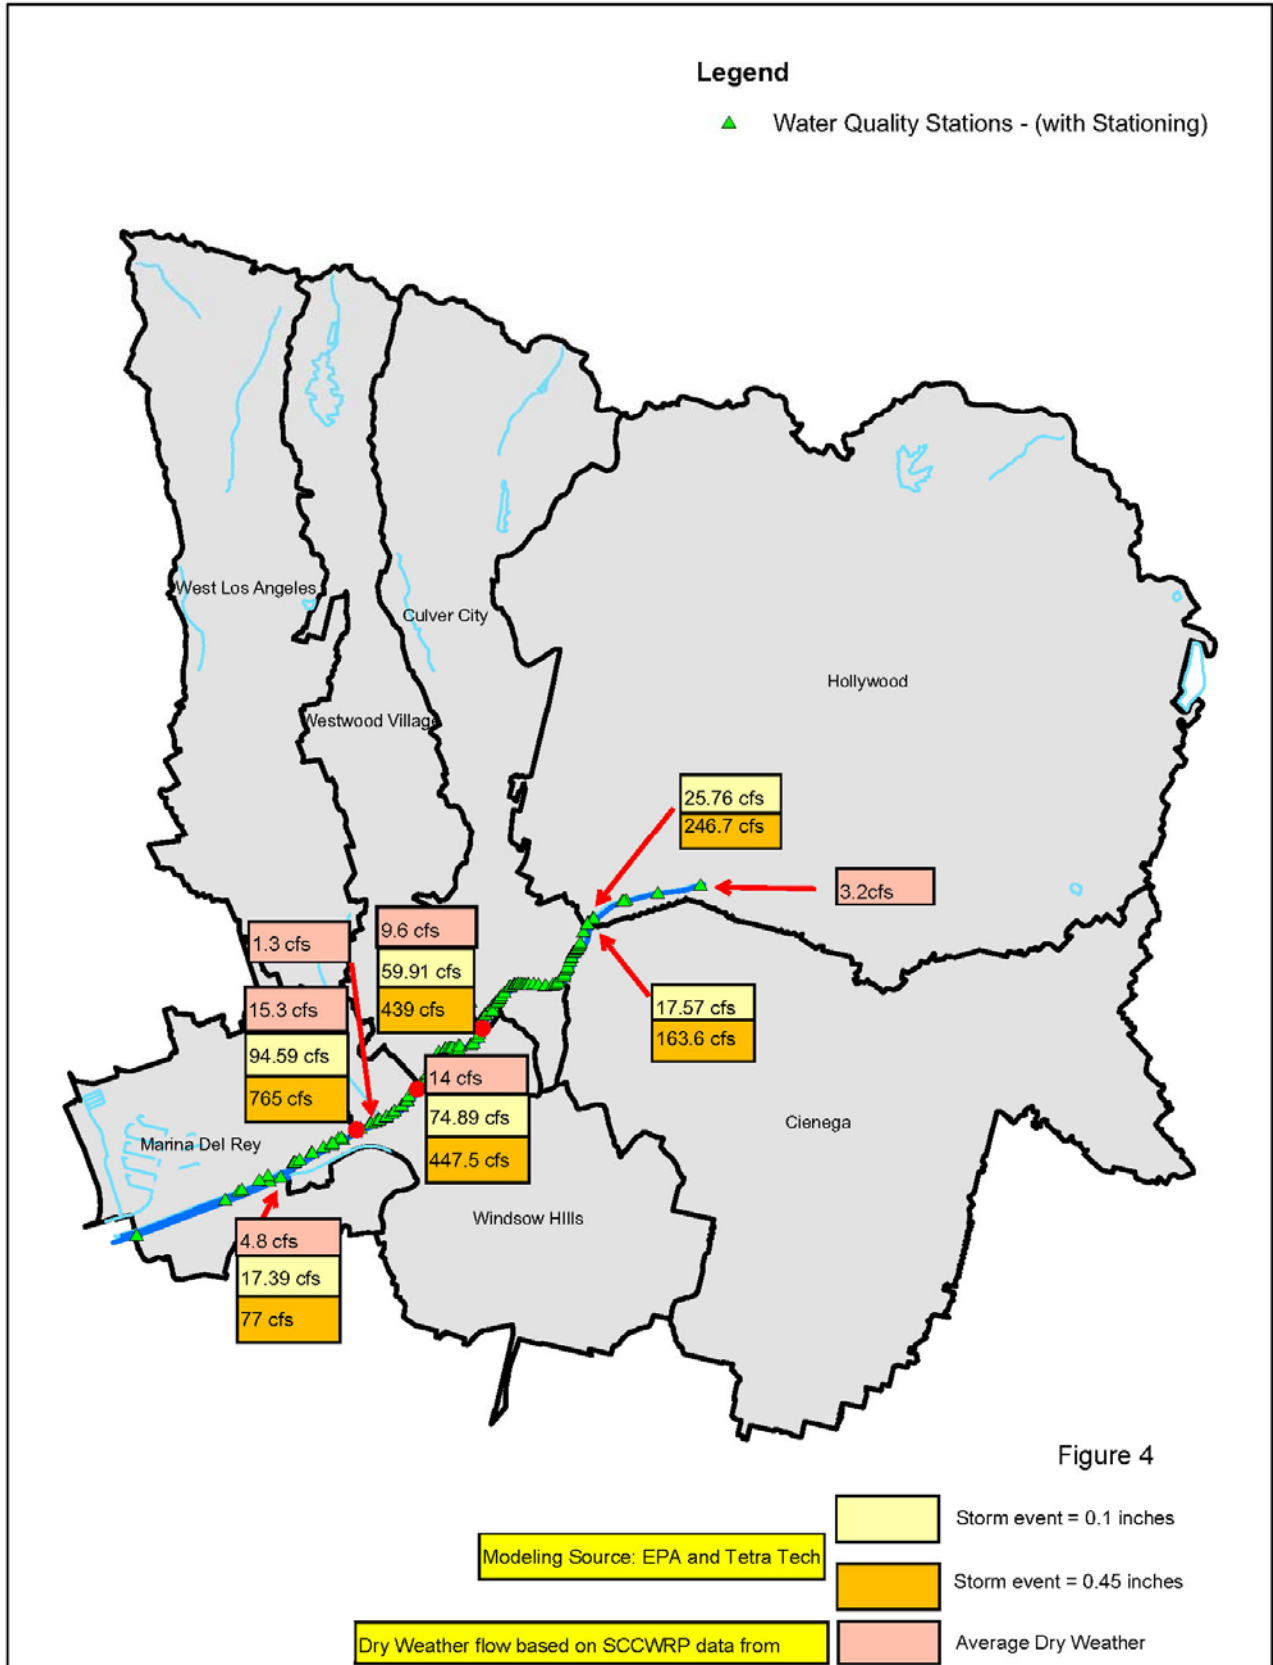 Legend
Water Quality Stations - (with Stationing)
West Los Angeles
Culver City
Hollywood
Westwood Village
25.76 cfs
246.7 cfs
3.2cfs
1.3 cfs
9.6 cfs
59.91 cfs
439 cfs
15.3 cfs
94.59 cfs
765 cfs
17.57 cfs
163.6 cfs
14 cfs
74.89 cfs
447.5 cfs
Marina Del Rey
Cienega
Windsow HIlls
4.8 cfs
17.39 cfs
77 cfs
Figure 4
Storm event = 0.1 inches
Modeling Source: EPA and Tetra Tech
Storm event = 0.45 inches
Dry Weather flow based on SCCWRP data from
Average Dry Weather